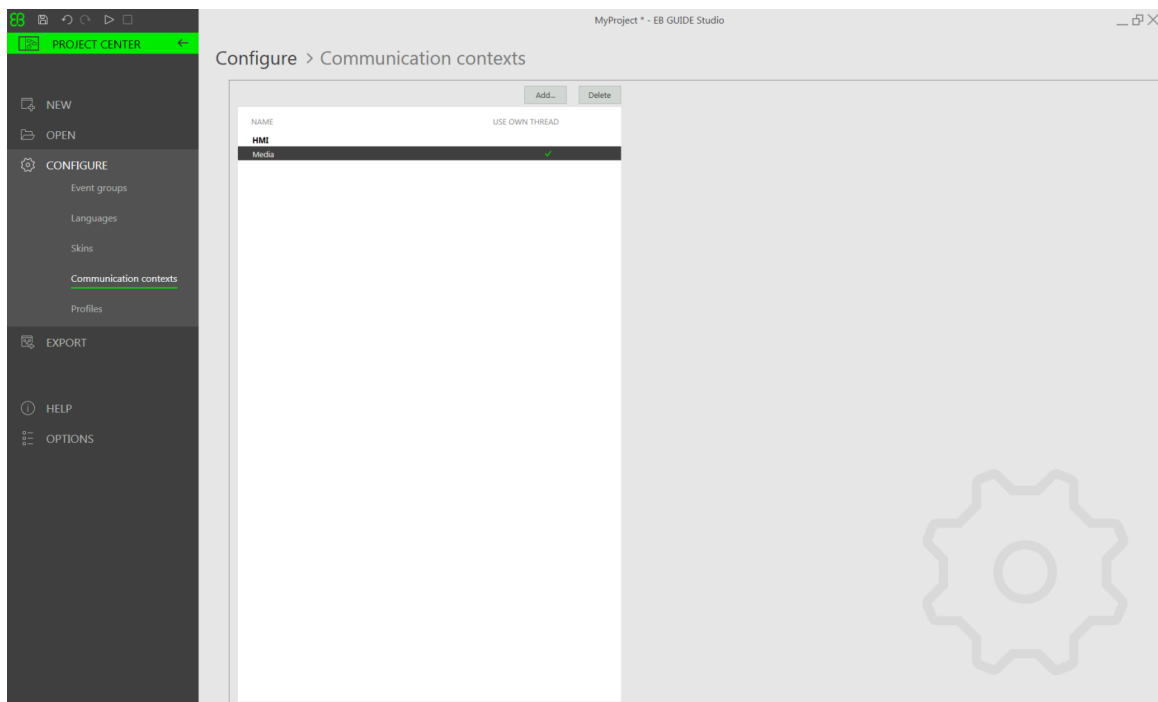 EB
MyProject * - EB GUIDE Studio
PROJECT CENTER
NEW
OPEN
CONFIGURE
Event groups
Languages
Skins
Communication contexts
Profiles
EXPORT
HELP
OPTIONS
Configure > Communication contexts
Add... Delete
NAME USE OWN THREAD
HMI
Media